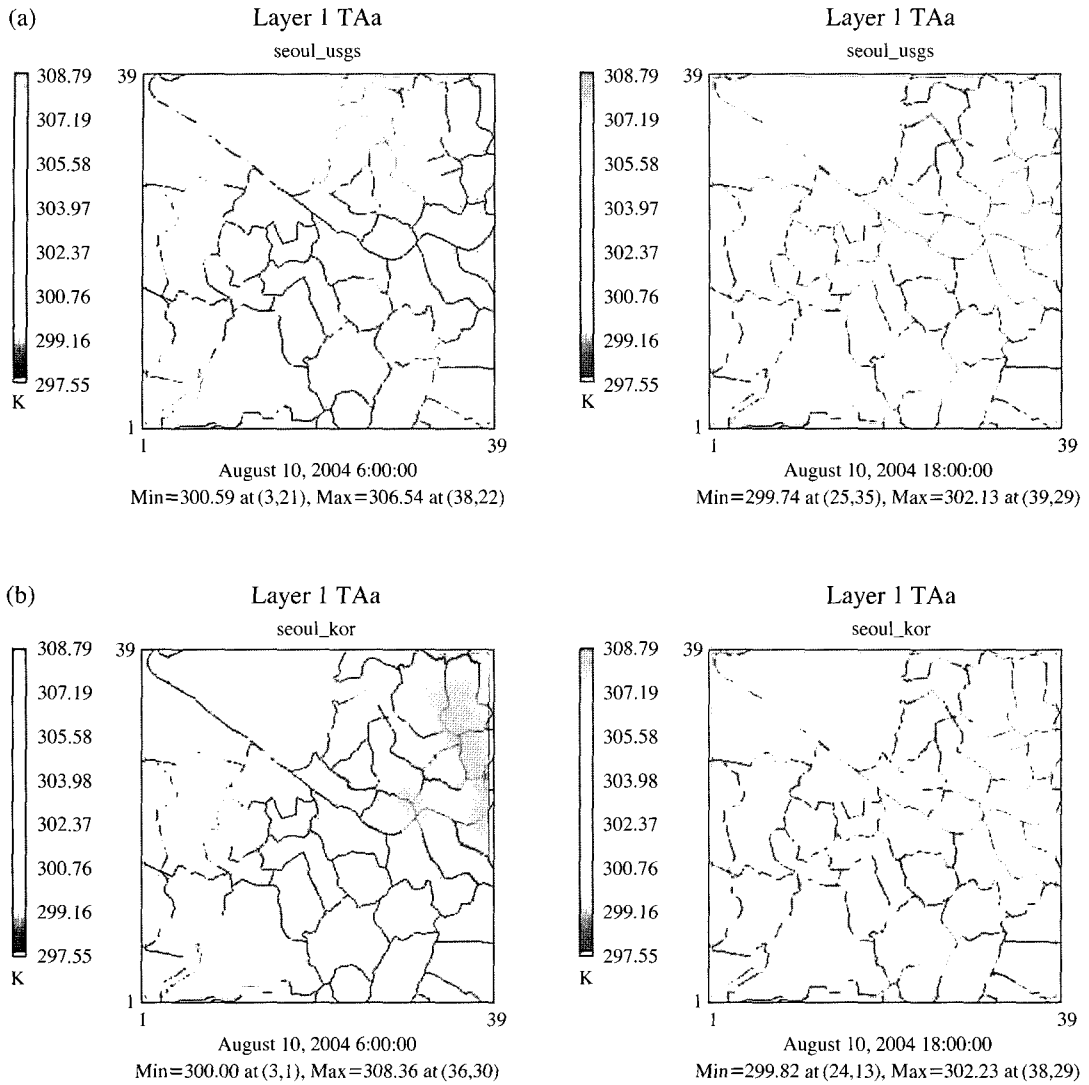 (a)
Layer 1 TAa
seoul_usgs
39
308.79
307.19
305.58
303.97
302.37
300.76
299.16
297.55
K
1
1
39
August 10, 2004 6:00:00
Min=300.59 at (3,21), Max=306.54 at (38,22)
Layer 1 TAa
seoul_usgs
39
308.79
307.19
305.58
303.97
302.37
300.76
299.16
297.55
K
1
1
39
August 10, 2004 18:00:00
Min=299.74 at (25,35), Max=302.13 at (39,29)
(b)
Layer 1 TAa
seoul_kor
39
308.79
307.19
305.58
303.98
302.37
300.76
299.16
297.55
K
1
1
39
August 10, 2004 6:00:00
Min=300.00 at (3,1), Max=308.36 at (36,30)
Layer 1 TAa
seoul_kor
39
308.79
307.19
305.58
303.98
302.37
300.76
299.16
297.55
K
1
1
39
August 10, 2004 18:00:00
Min=299.82 at (24,13), Max=302.23 at (38,29)